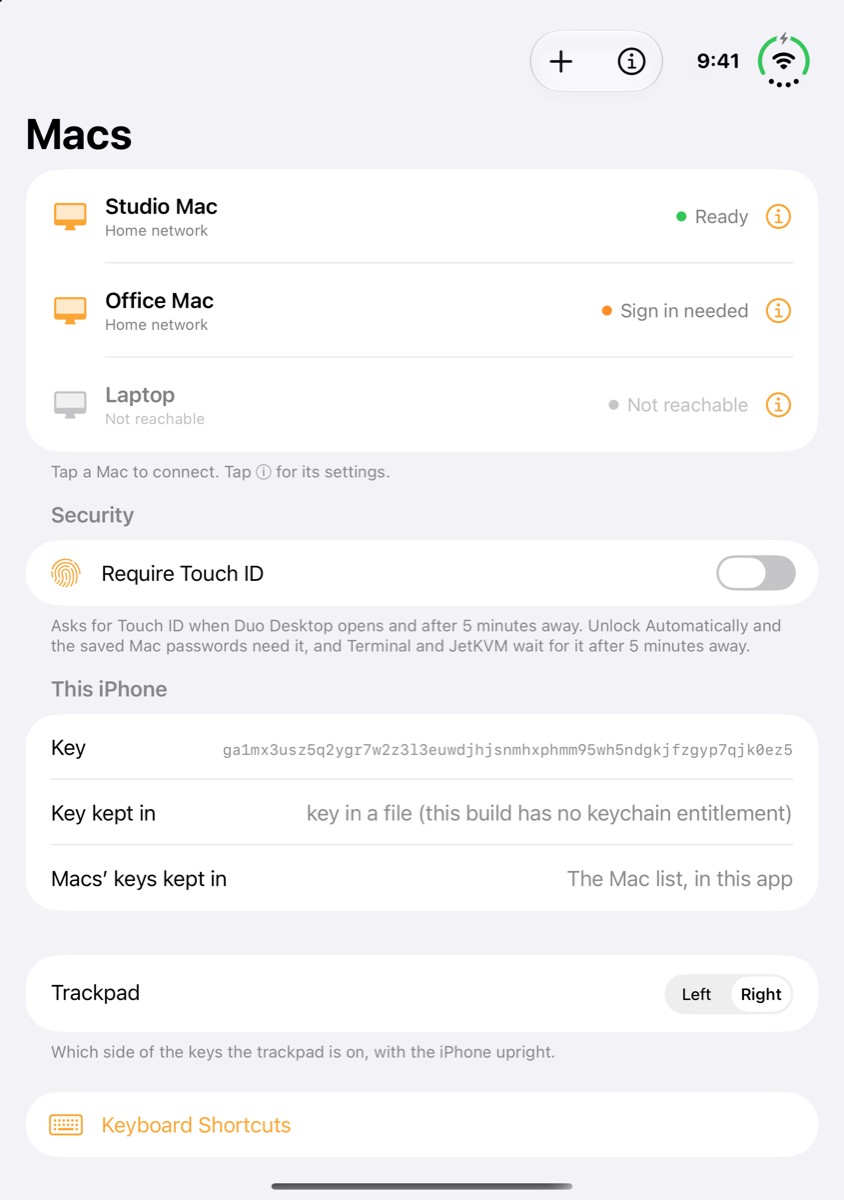 9:41
Macs
Studio Mac
Home network
Ready
Office Mac
Home network
Sign in needed
Laptop
Not reachable
Not reachable
Tap a Mac to connect. Tap ⓘ for its settings.
Security
Require Touch ID
Asks for Touch ID when Duo Desktop opens and after 5 minutes away. Unlock Automatically and
the saved Mac passwords need it, and Terminal and JetKVM wait for it after 5 minutes away.
This iPhone
Key
ga1mx3usz5q2ygr7w2z3l3euwdjhjsnmhxphmm95wh5ndgkjfzgyp7qjk0ez5
Key kept in
key in a file (this build has no keychain entitlement)
Macs’ keys kept in
The Mac list, in this app
Trackpad
Left
Right
Which side of the keys the trackpad is on, with the iPhone upright.
Keyboard Shortcuts